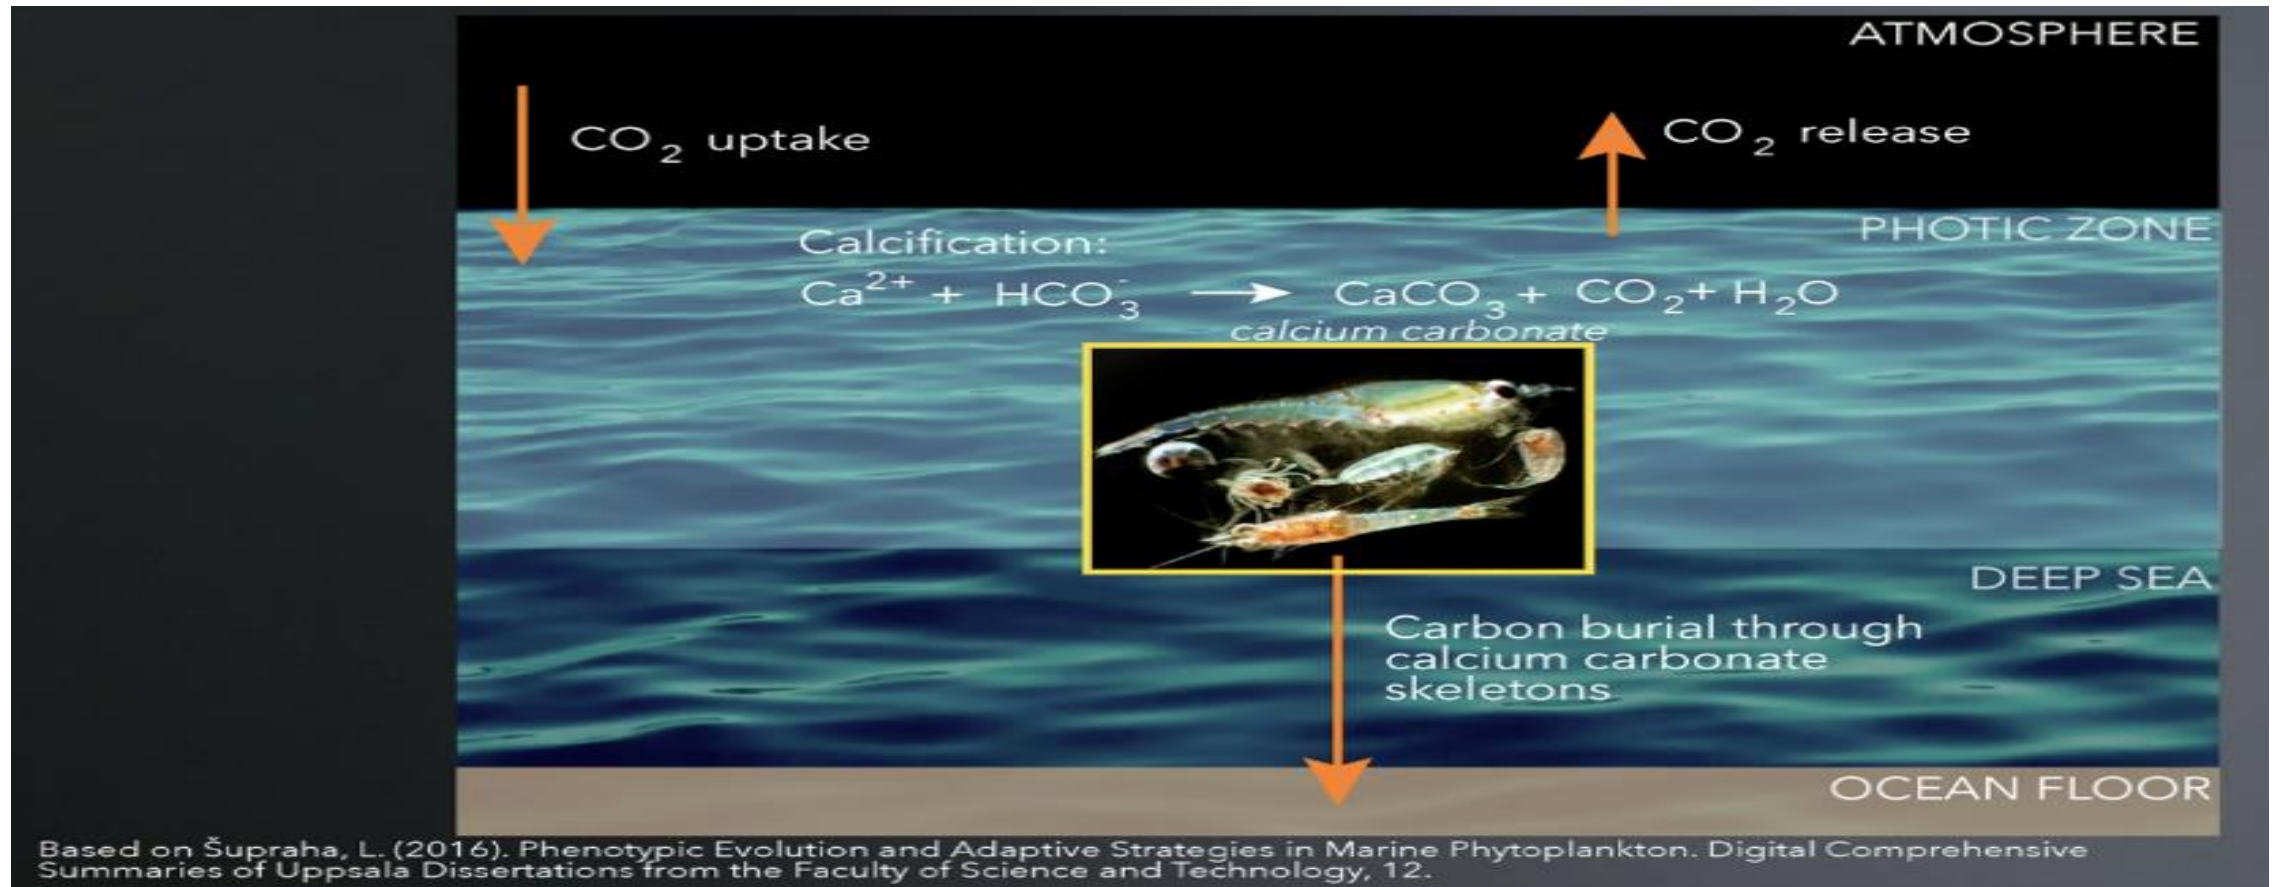 ATMOSPHERE
CO₂ uptake
CO₂ release
PHOTIC ZONE
Calcification:
Ca²⁺ + HCO₃⁻ → CaCO₃ + CO₂ + H₂O
calcium carbonate
DEEP SEA
Carbon burial through
calcium carbonate
skeletons
OCEAN FLOOR
Based on Šupraha, L. (2016). Phenotypic Evolution and Adaptive Strategies in Marine Phytoplankton. Digital Comprehensive
Summaries of Uppsala Dissertations from the Faculty of Science and Technology, 12.